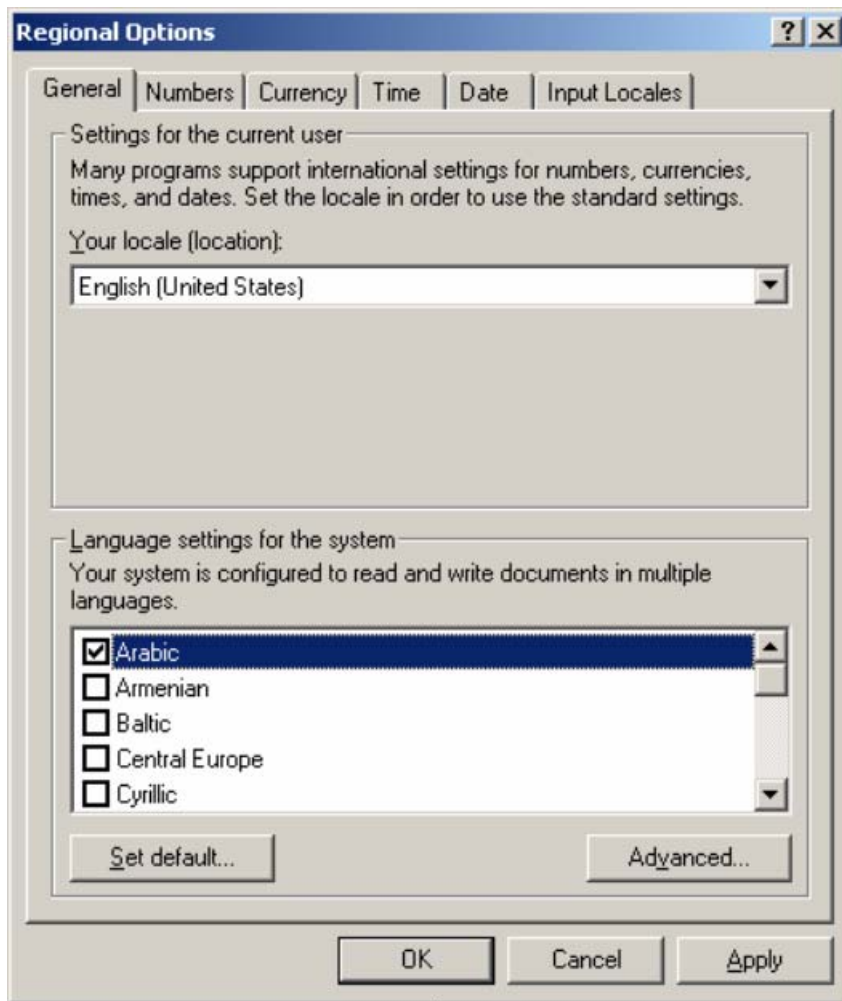 Regional Options
General Numbers Currency Time Date Input Locales
Settings for the current user
Many programs support international settings for numbers, currencies,
times, and dates. Set the locale in order to use the standard settings.
Your locale (location):
English (United States)
Language settings for the system
Your system is configured to read and write documents in multiple
languages.
Arabic
Armenian
Baltic
Central Europe
Cyrillic
Set default... Advanced...
OK Cancel Apply